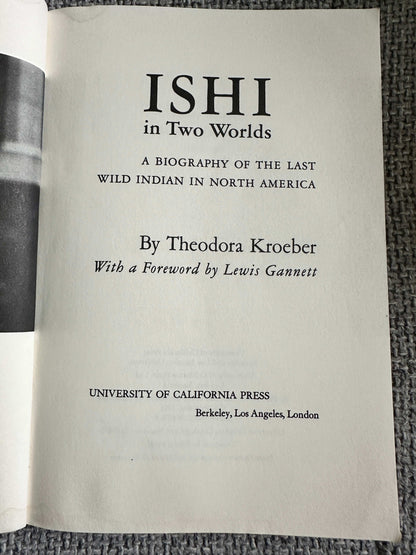 ISHI
in Two Worlds
A BIOGRAPHY OF THE LAST
WILD INDIAN IN NORTH AMERICA
By Theodora Kroeber
With a Foreword by Lewis Gannett
UNIVERSITY OF CALIFORNIA PRESS
Berkeley, Los Angeles, London